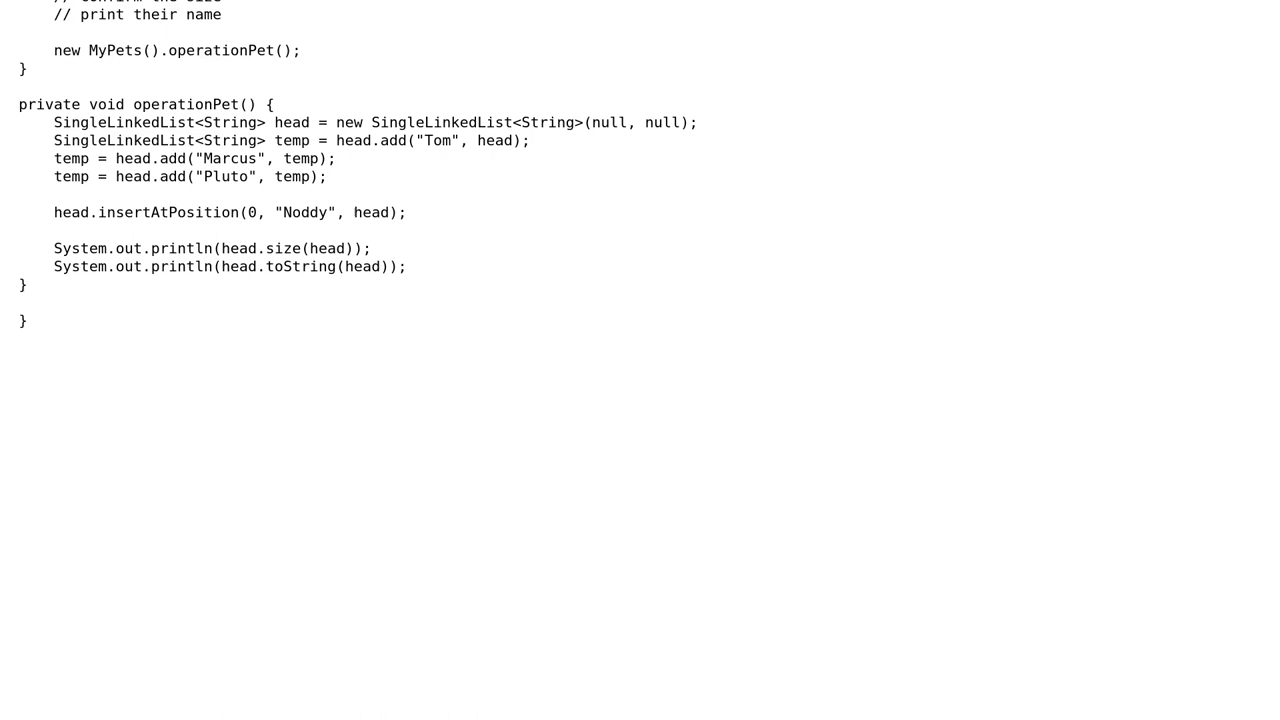 // print their name
new MyPets().operationPet();
}
private void operationPet() {
SingleLinkedList<String> head = new SingleLinkedList<String>(null, null);
SingleLinkedList<String> temp = head.add("Tom", head);
temp = head.add("Marcus", temp);
temp = head.add("Pluto", temp);
head.insertAtPosition(0, "Noddy", head);
System.out.println(head.size(head));
System.out.println(head.toString(head));
}
}